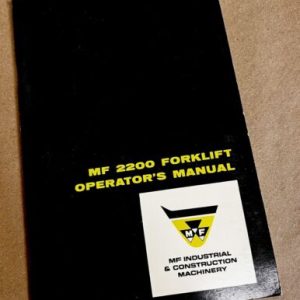 MF 2200 FORKLIFT
OPERATOR'S MANUAL
MF
MF INDUSTRIAL
& CONSTRUCTION
MACHINERY